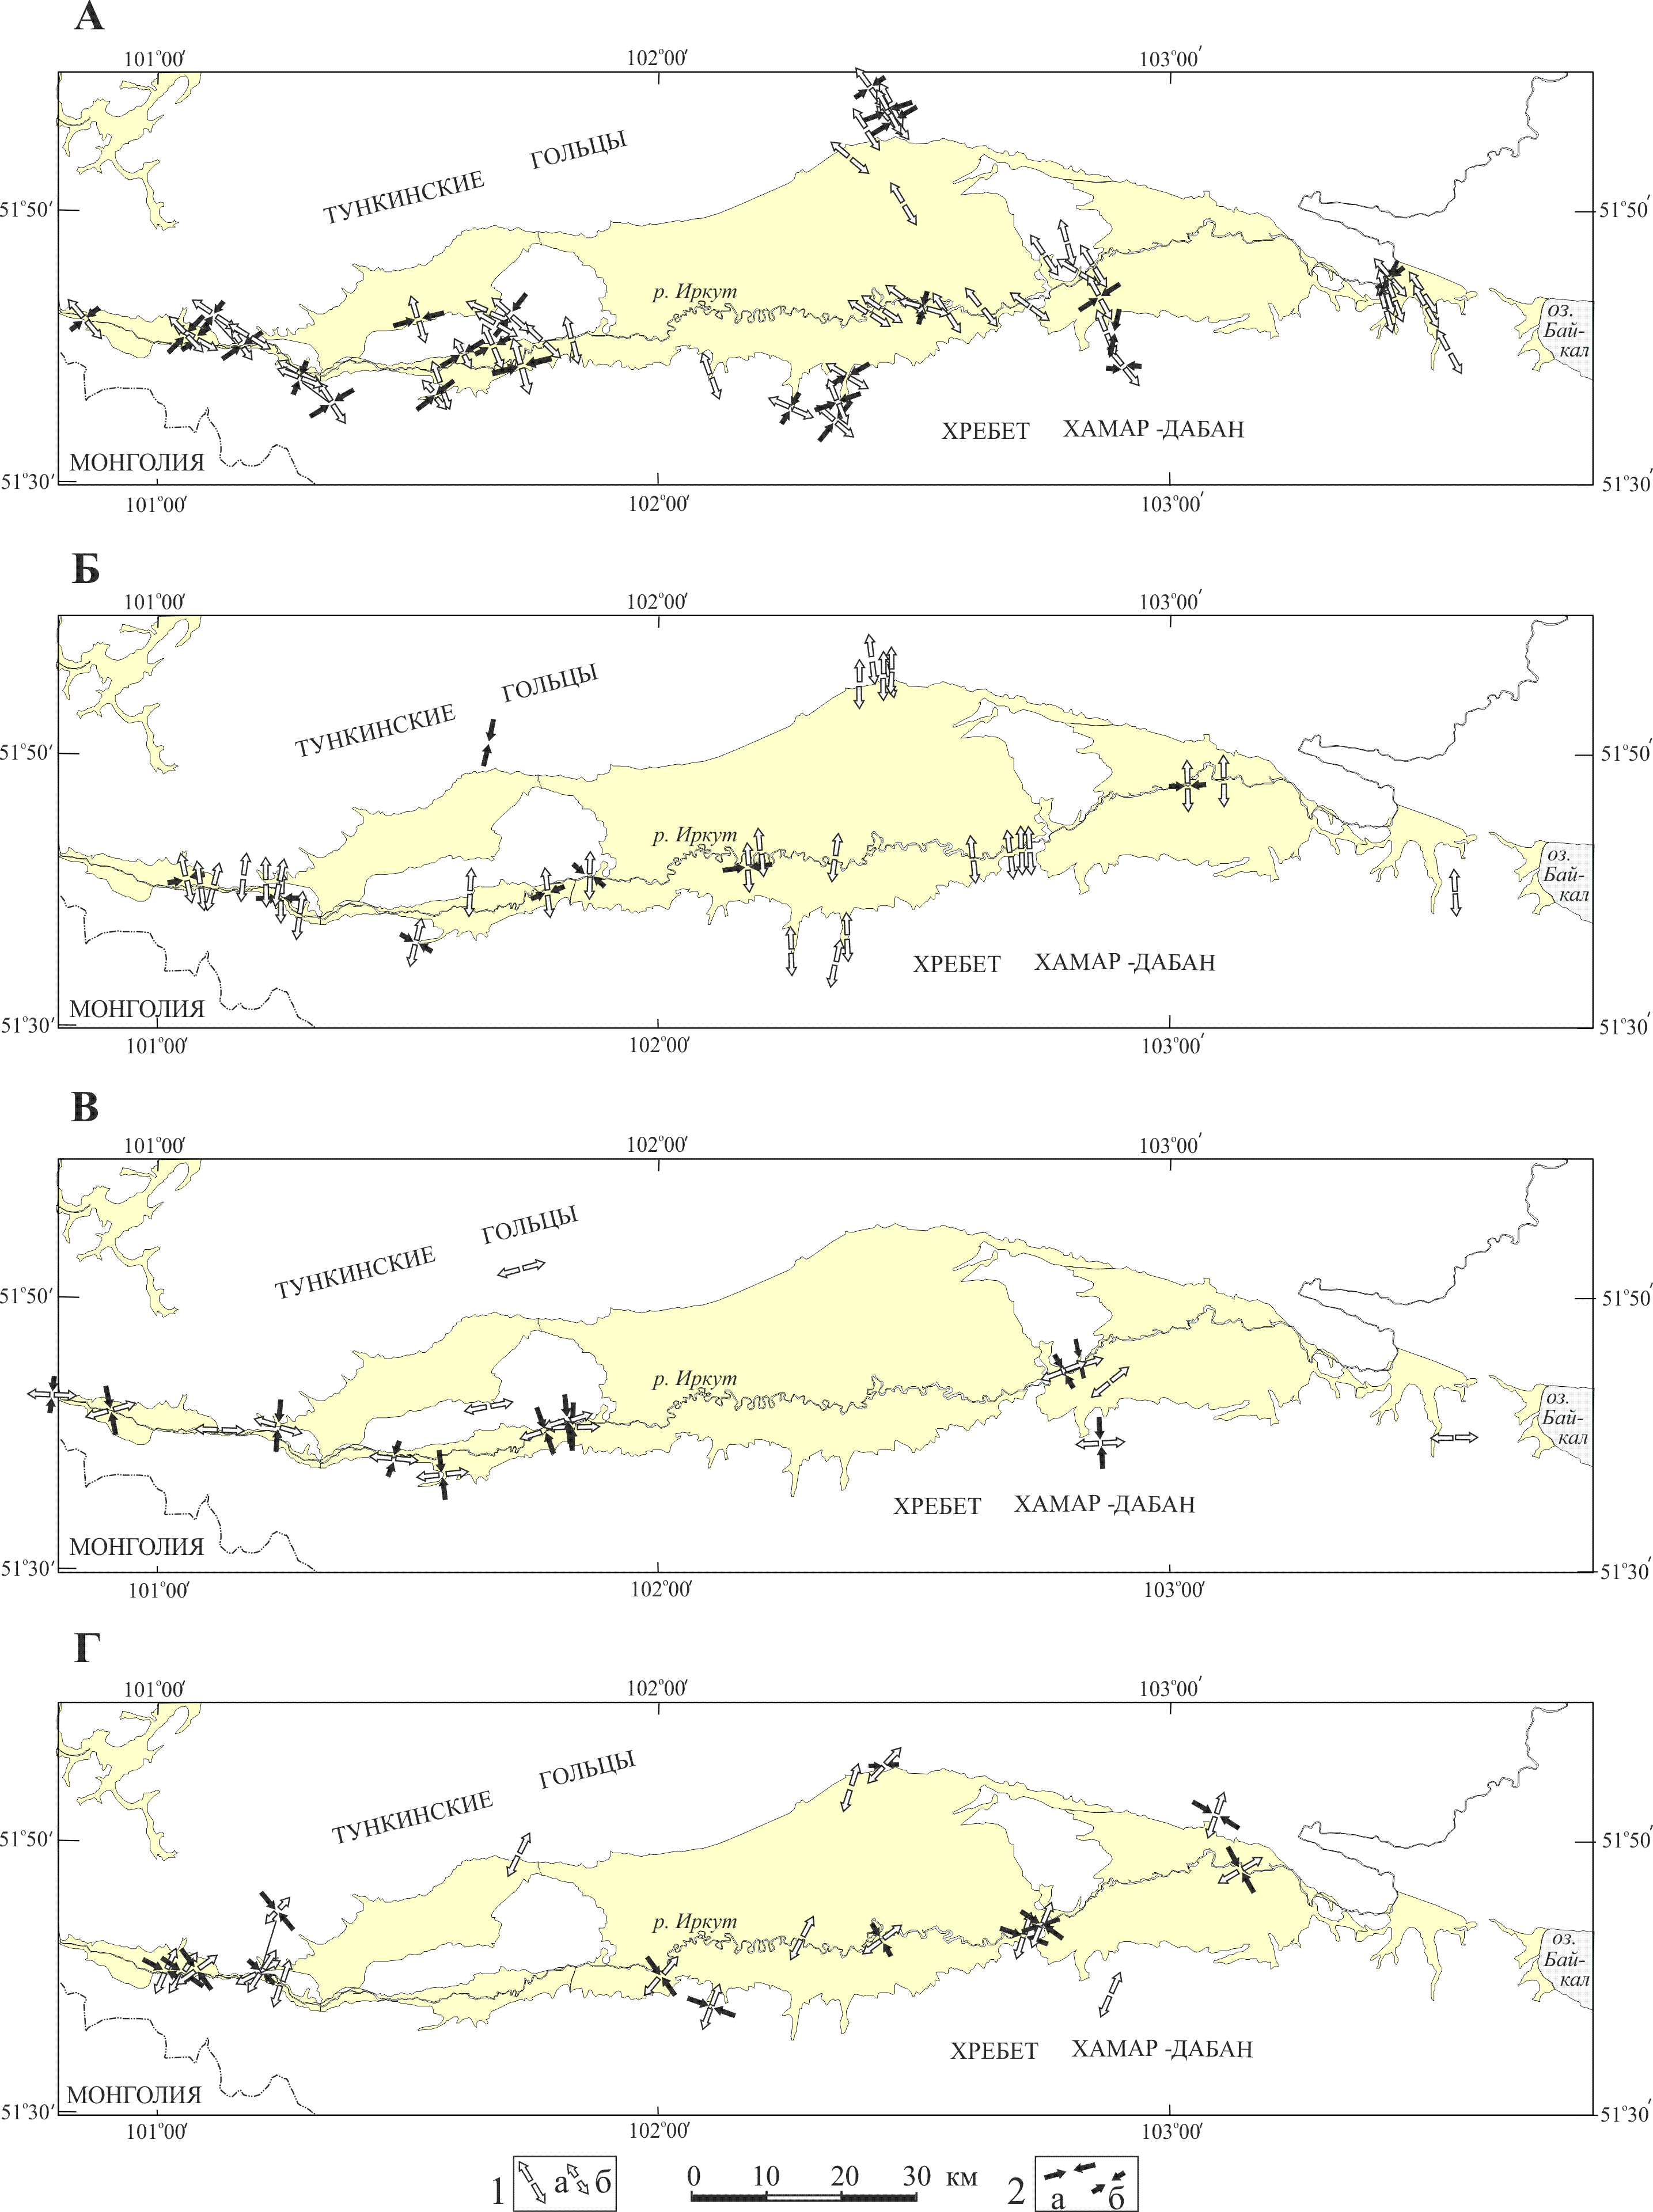 А
101°00′ 102°00′ 103°00′
ТУНКИНСКИЕ ГОЛЬЦЫ
51°50′ 51°50′
р. Иркут
оз.
Бай-
кал
ХРЕБЕТ ХАМАР -ДАБАН
МОНГОЛИЯ
51°30′ 51°30′
101°00′ 102°00′ 103°00′
Б
101°00′ 102°00′ 103°00′
ТУНКИНСКИЕ ГОЛЬЦЫ
51°50′ 51°50′
р. Иркут
оз.
Бай-
кал
ХРЕБЕТ ХАМАР -ДАБАН
МОНГОЛИЯ
51°30′ 51°30′
101°00′ 102°00′ 103°00′
В
101°00′ 102°00′ 103°00′
ТУНКИНСКИЕ ГОЛЬЦЫ
51°50′ 51°50′
р. Иркут
оз.
Бай-
кал
ХРЕБЕТ ХАМАР -ДАБАН
МОНГОЛИЯ
51°30′ 51°30′
101°00′ 102°00′ 103°00′
Г
101°00′ 102°00′ 103°00′
ТУНКИНСКИЕ ГОЛЬЦЫ
51°50′ 51°50′
р. Иркут
оз.
Бай-
кал
ХРЕБЕТ ХАМАР -ДАБАН
МОНГОЛИЯ
51°30′ 51°30′
101°00′ 102°00′ 103°00′
1 а б 0 10 20 30 км 2 а б